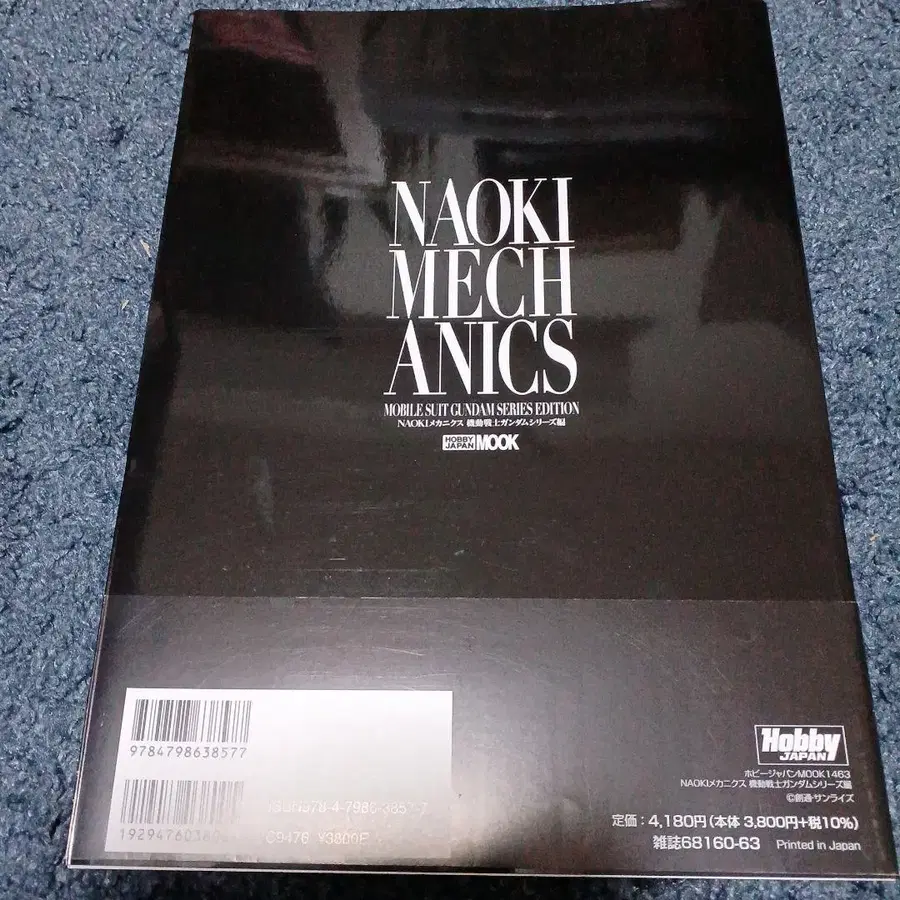 NAOKI
MECH
ANICS
MOBILE SUIT GUNDAM SERIES EDITION
NAOKIメカニクス 機動戦士ガンダムシリーズ編
HOBBY JAPAN MOOK
9784798638577
Hobby
JAPAN
ホビージャパンMOOK1463
NAOKIメカニクス 機動戦士ガンダムシリーズ編
©創通・サンライズ
定価：4,180円（本体 3,800円+税10%）
雑誌68160-63 Printed in Japan